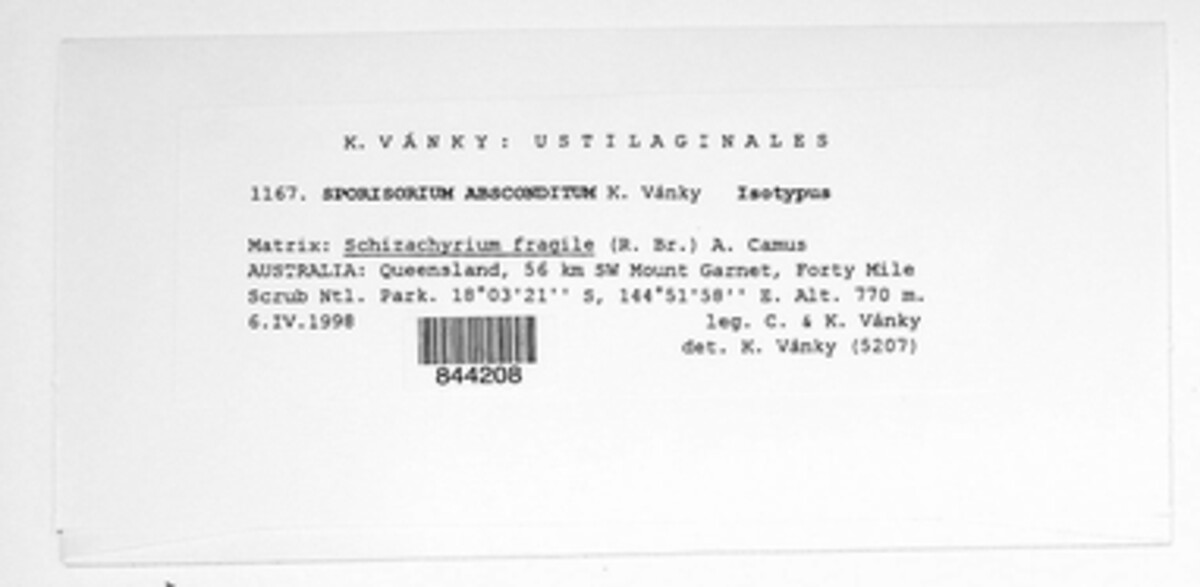 K. VÁNKY: USTILAGINALES
1167. SPORISORIUM ABSCONDITUM K. Vánky Isotypus
Matrix: Schizachyrium fragile (R. Br.) A. Camus
AUSTRALIA: Queensland, 56 km SW Mount Garnet, Forty Mile
Scrub Ntl. Park. 18°03'21'' S, 144°51'58'' E. Alt. 770 m.
6.IV.1998 leg. C. & K. Vánky
det. K. Vánky (5207)
844208